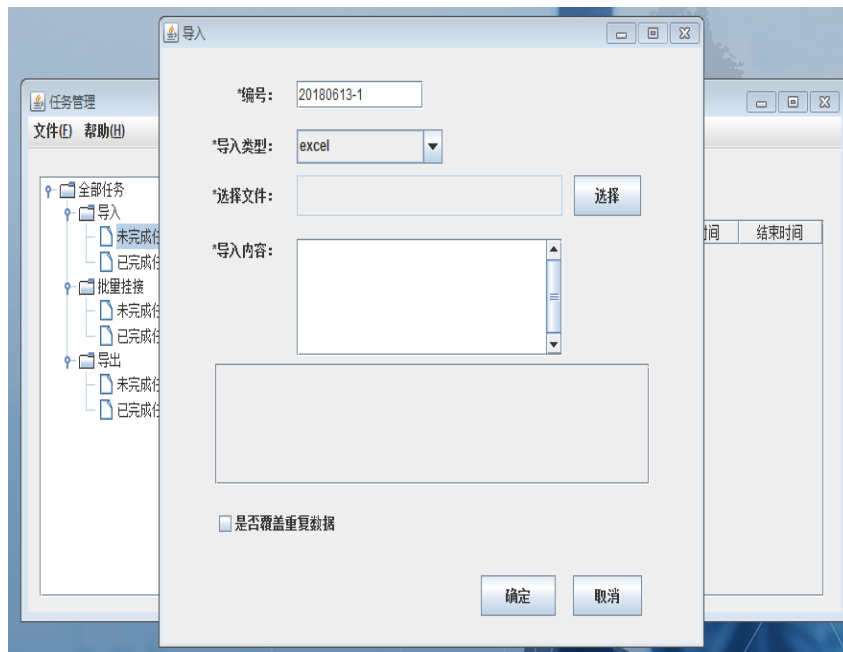 导入
*编号： 20180613-1
*导入类型： excel
*选择文件： 选择
*导入内容：
是否覆盖重复数据
确定 取消
任务管理
文件(F) 帮助(H)
全部任务
导入
未完成任
已完成任
批里挂接
未完成任
已完成任
导出
未完成任
已完成任
时间 结束时间